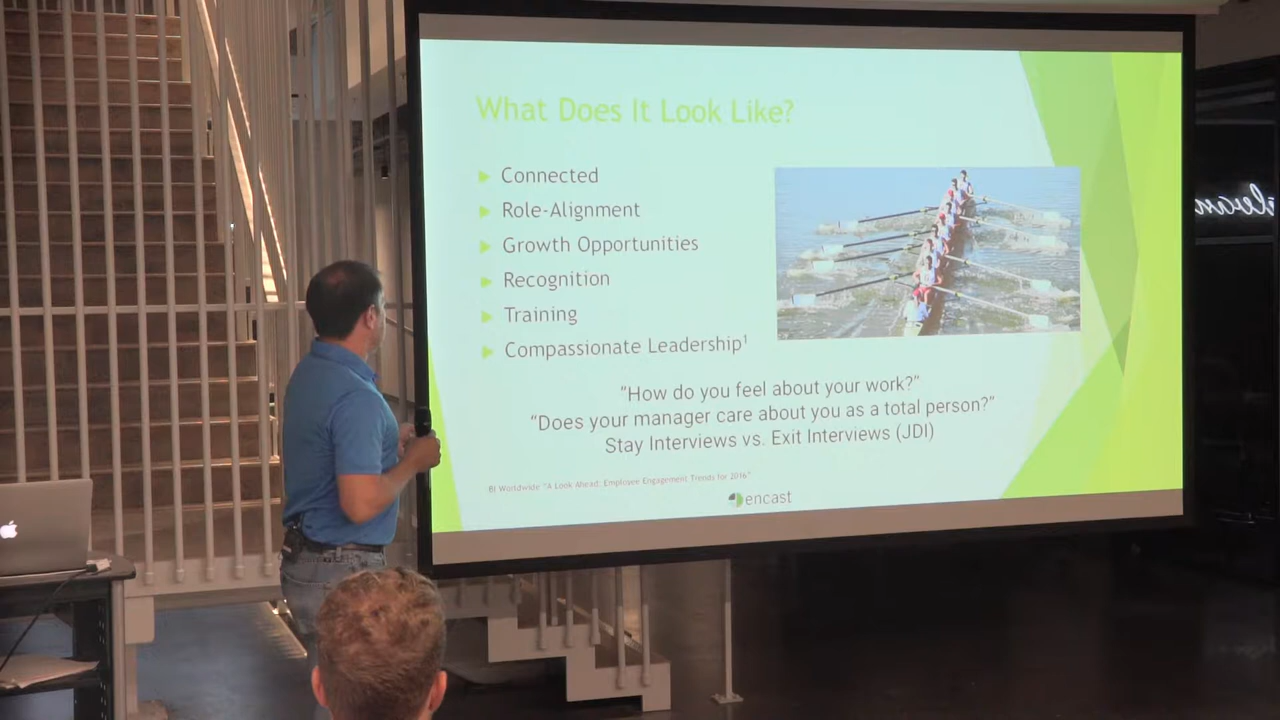 What Does It Look Like?
Connected
Role-Alignment
Growth Opportunities
Recognition
Training
Compassionate Leadership¹
“How do you feel about your work?”
“Does your manager care about you as a total person?”
Stay Interviews vs. Exit Interviews (JDI)
BI Worldwide “A Look Ahead: Employee Engagement Trends for 2016”
encast